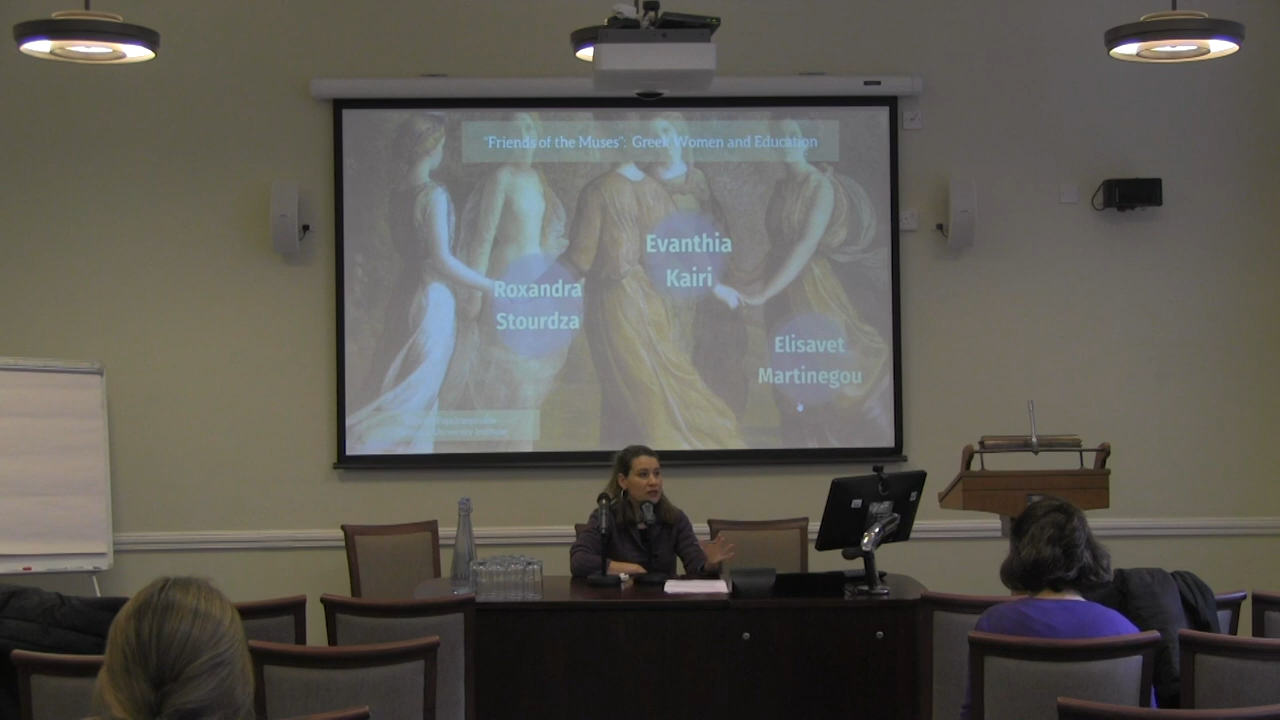 "Friends of the Muses": Greek Women and Education
Evanthia
Kairi
Roxandra
Stourdza
Elisavet
Martinegou